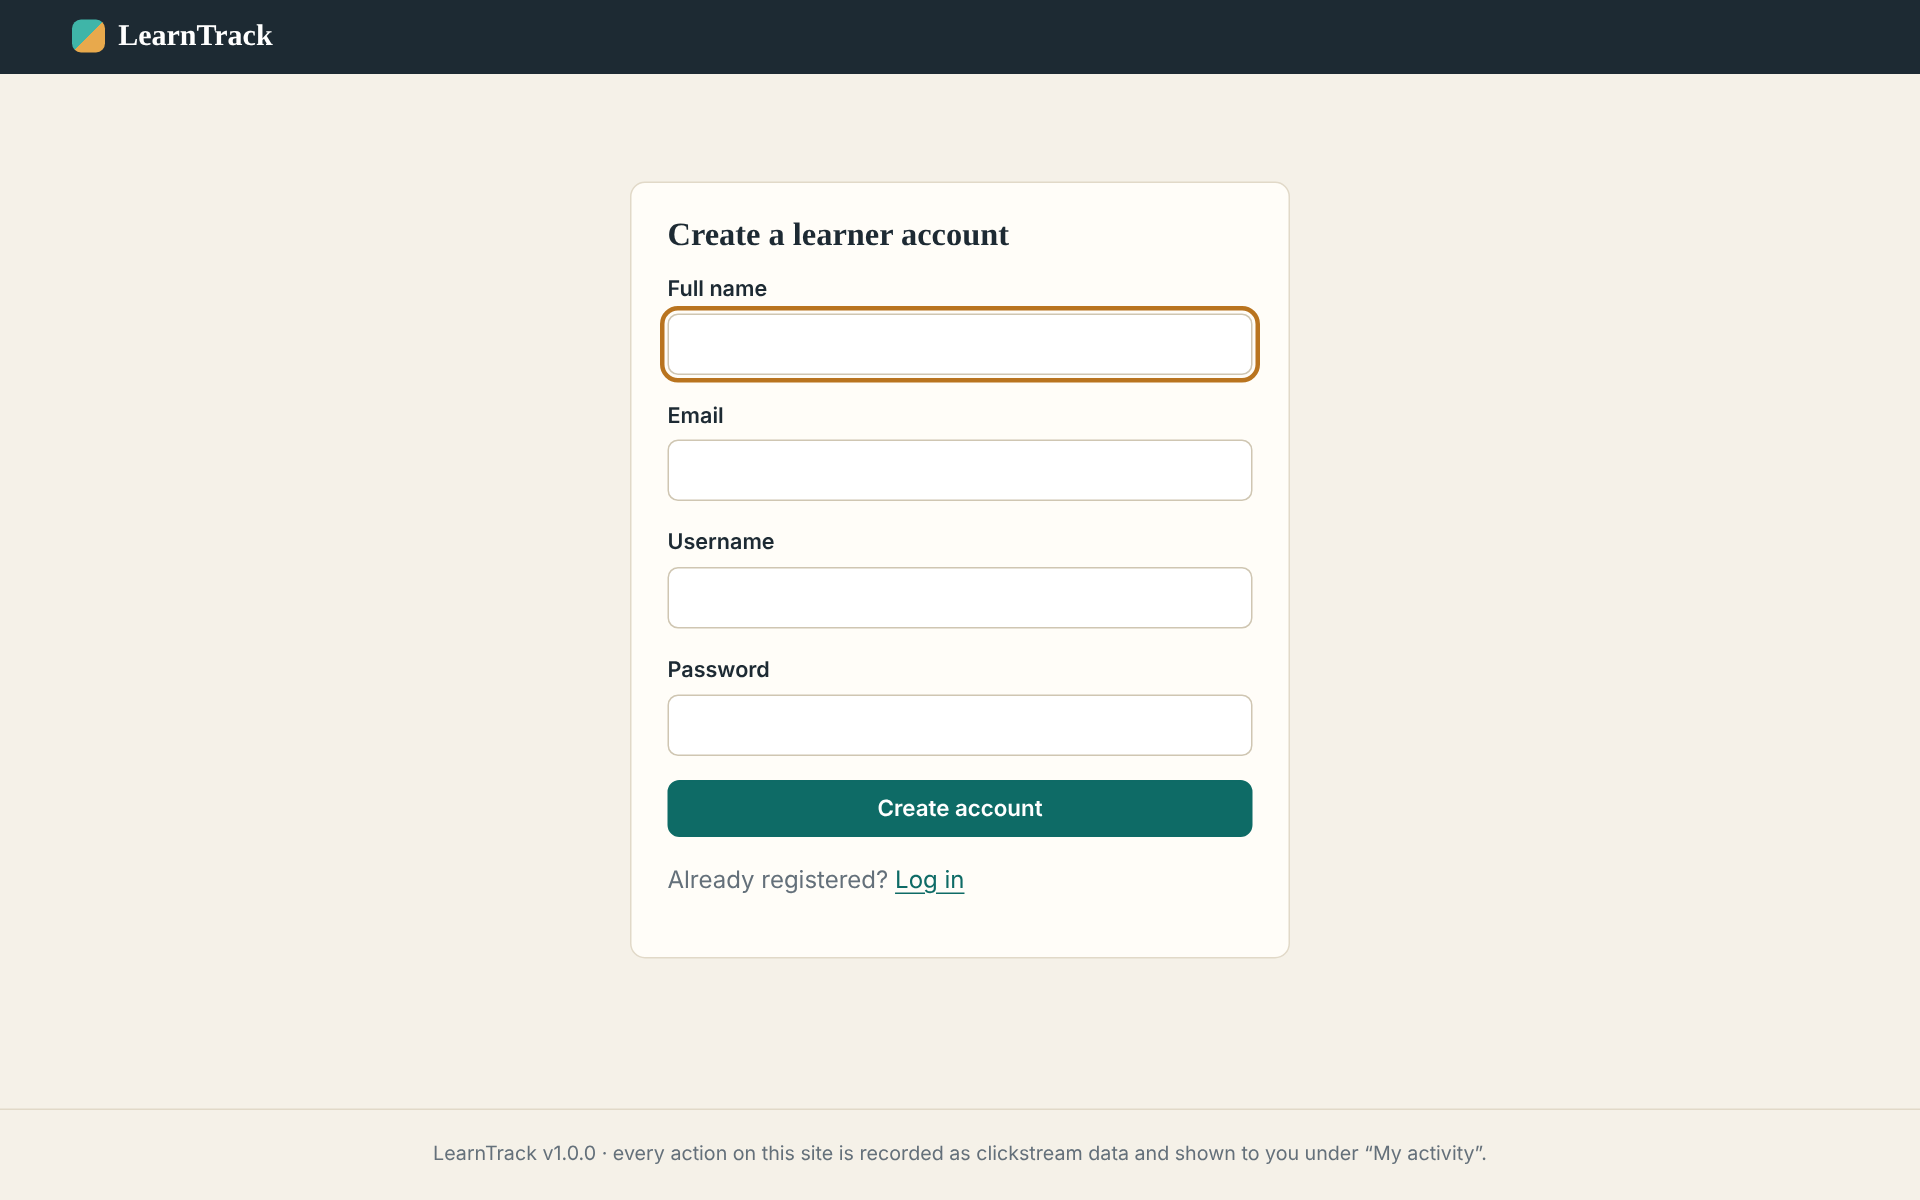 LearnTrack
Create a learner account
Full name
Email
Username
Password
Create account
Already registered? Log in
LearnTrack v1.0.0 · every action on this site is recorded as clickstream data and shown to you under “My activity”.